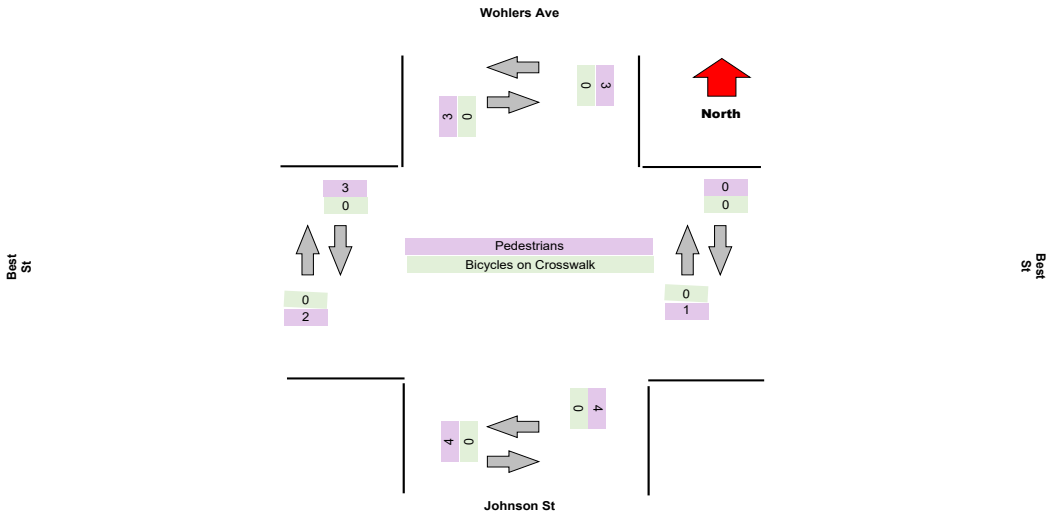 Wohlers Ave
0 3
3 0
North
3
0
0
0
Pedestrians
Bicycles on Crosswalk
Best
St
Best
St
0
2
0
1
0 4
4 0
Johnson St